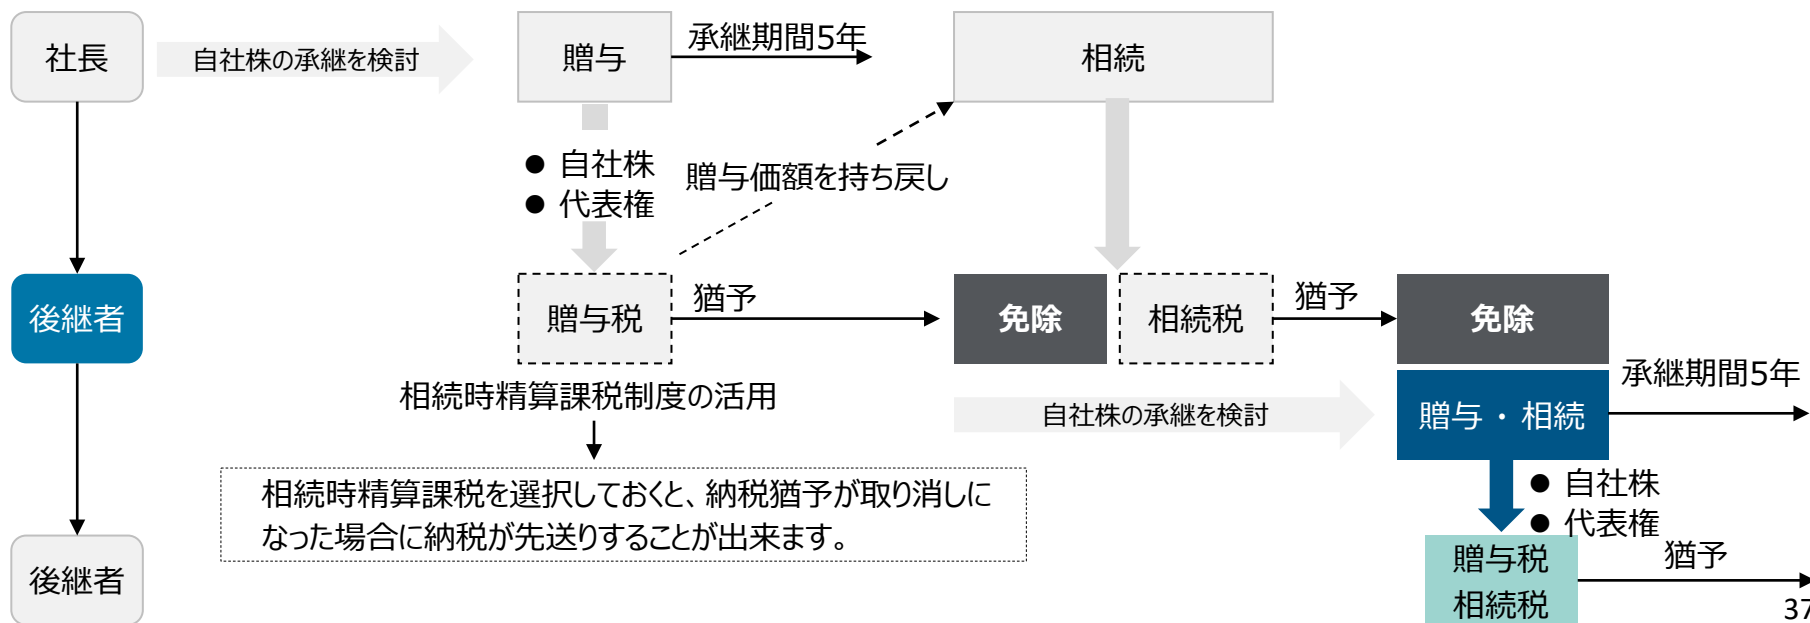 社長
自社株の承継を検討
贈与
承継期間5年
相続
● 自社株
● 代表権
贈与価額を持ち戻し
後継者
贈与税
猶予
免除
相続税
猶予
免除
相続時精算課税制度の活用
自社株の承継を検討
贈与・相続
承継期間5年
相続時精算課税を選択しておくと、納税猶予が取り消しに
なった場合に納税が先送りすることが出来ます。
● 自社株
● 代表権
後継者
贈与税
相続税
猶予
37